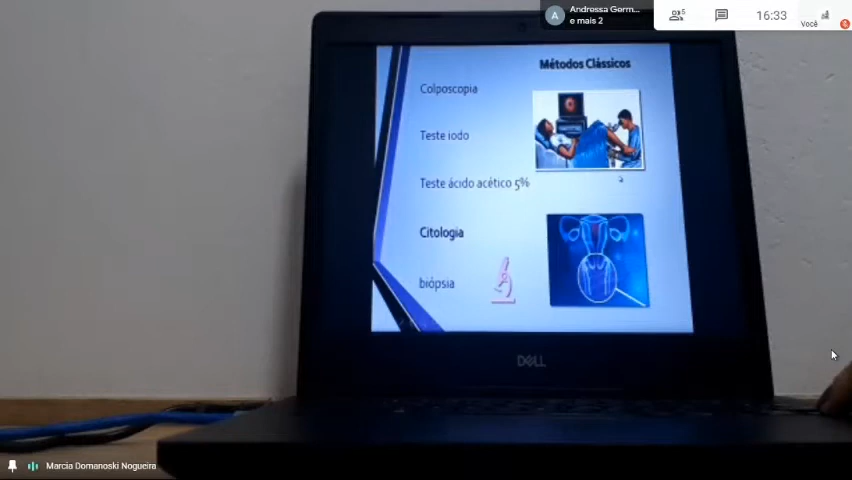 Andressa Germ...
e mais 2
A
5
16:33
Você
Métodos Clássicos
Colposcopia
Teste iodo
Teste ácido acético 5%
Citologia
biópsia
DELL
Marcia Domanoski Nogueira